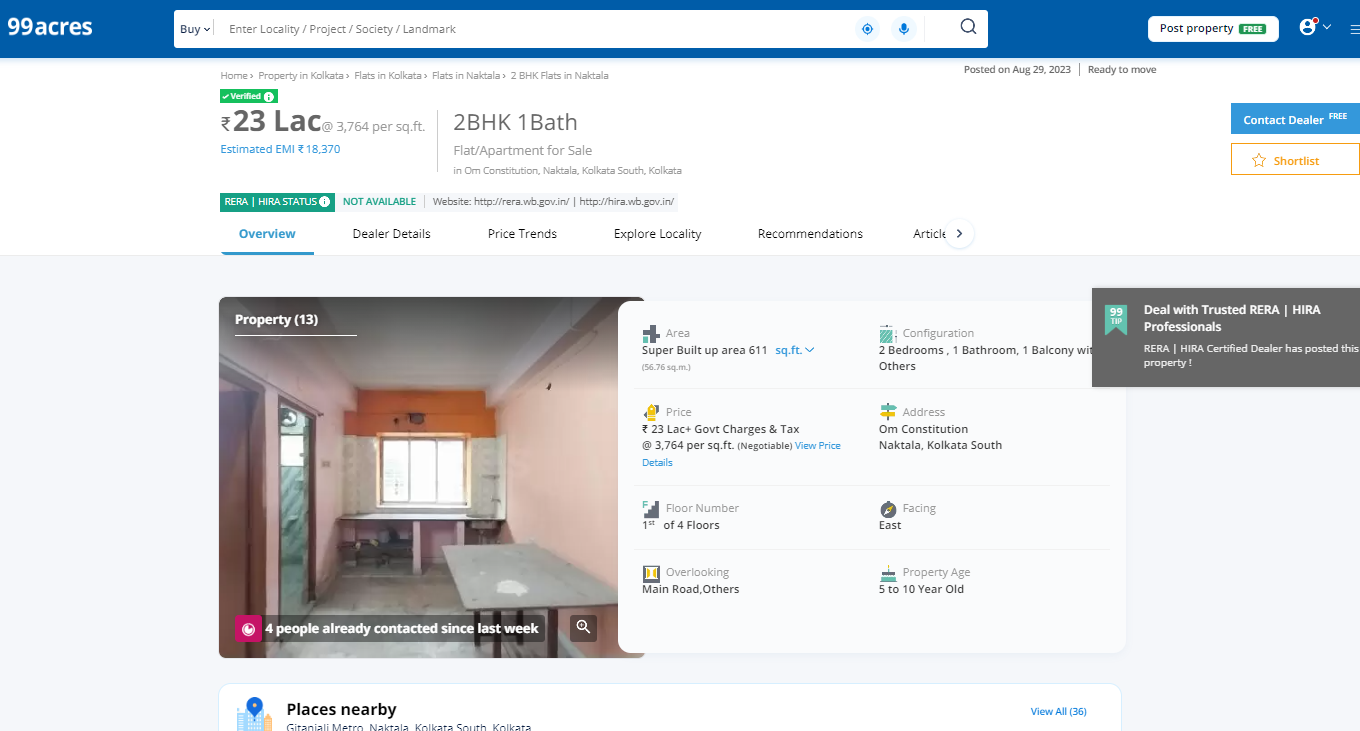 99acres
Buy
Enter Locality / Project / Society / Landmark
Post property FREE
Home › Property in Kolkata › Flats in Kolkata › Flats in Naktala › 2 BHK Flats in Naktala
Posted on Aug 29, 2023 | Ready to move
Verified
₹23 Lac @ 3,764 per sq.ft.
Estimated EMI ₹ 18,370
2BHK 1Bath
Flat/Apartment for Sale
in Om Constitution, Naktala, Kolkata South, Kolkata
Contact Dealer FREE
Shortlist
RERA | HIRA STATUS NOT AVAILABLE | Website: http://rera.wb.gov.in/ | http://hira.wb.gov.in/
Overview Dealer Details Price Trends Explore Locality Recommendations Article
Property (13)
4 people already contacted since last week
Area
Super Built up area 611 sq.ft.
(56.76 sq.m.)
Configuration
2 Bedrooms , 1 Bathroom, 1 Balcony wit
Others
Price
₹ 23 Lac+ Govt Charges & Tax
@ 3,764 per sq.ft. (Negotiable) View Price
Details
Address
Om Constitution
Naktala, Kolkata South
Floor Number
1st of 4 Floors
Facing
East
Overlooking
Main Road,Others
Property Age
5 to 10 Year Old
99
TIP
Deal with Trusted RERA | HIRA
Professionals
RERA | HIRA Certified Dealer has posted this
property !
Places nearby
Gitanjali Metro, Naktala, Kolkata South, Kolkata
View All (36)